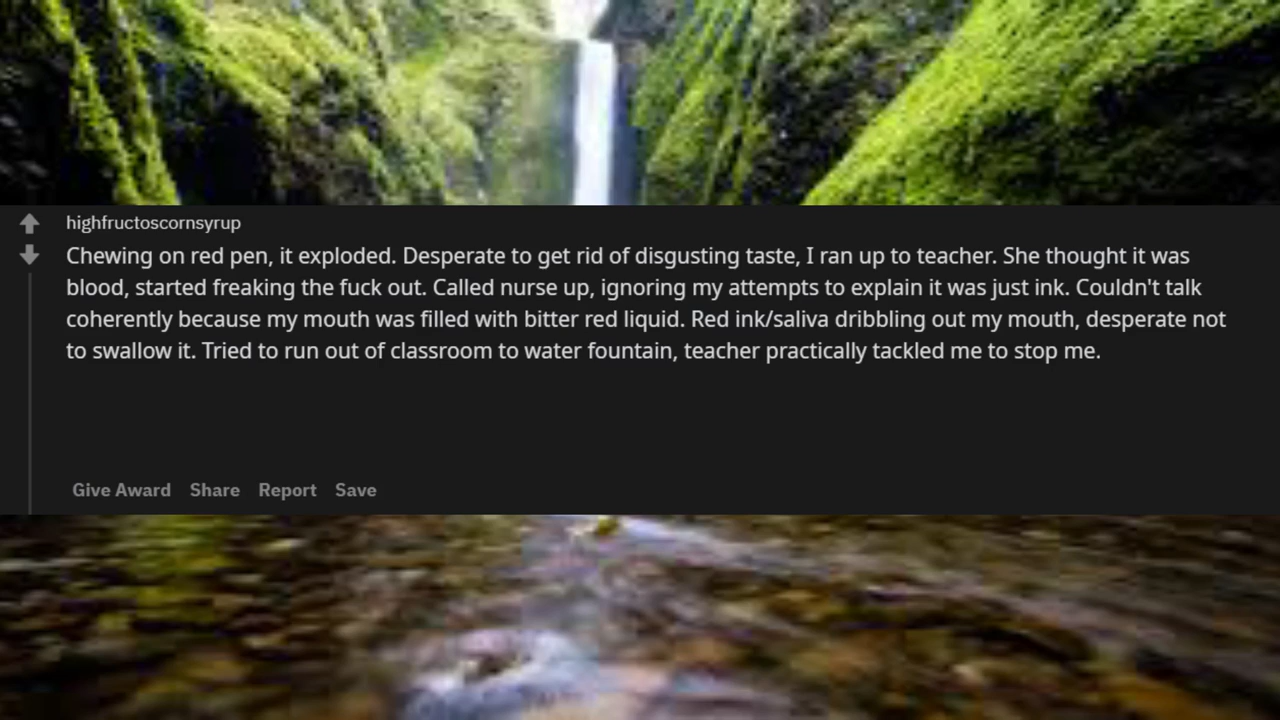 highfructoscornsyrup
Chewing on red pen, it exploded. Desperate to get rid of disgusting taste, I ran up to teacher. She thought it was
blood, started freaking the fuck out. Called nurse up, ignoring my attempts to explain it was just ink. Couldn't talk
coherently because my mouth was filled with bitter red liquid. Red ink/saliva dribbling out my mouth, desperate not
to swallow it. Tried to run out of classroom to water fountain, teacher practically tackled me to stop me.
Give Award Share Report Save